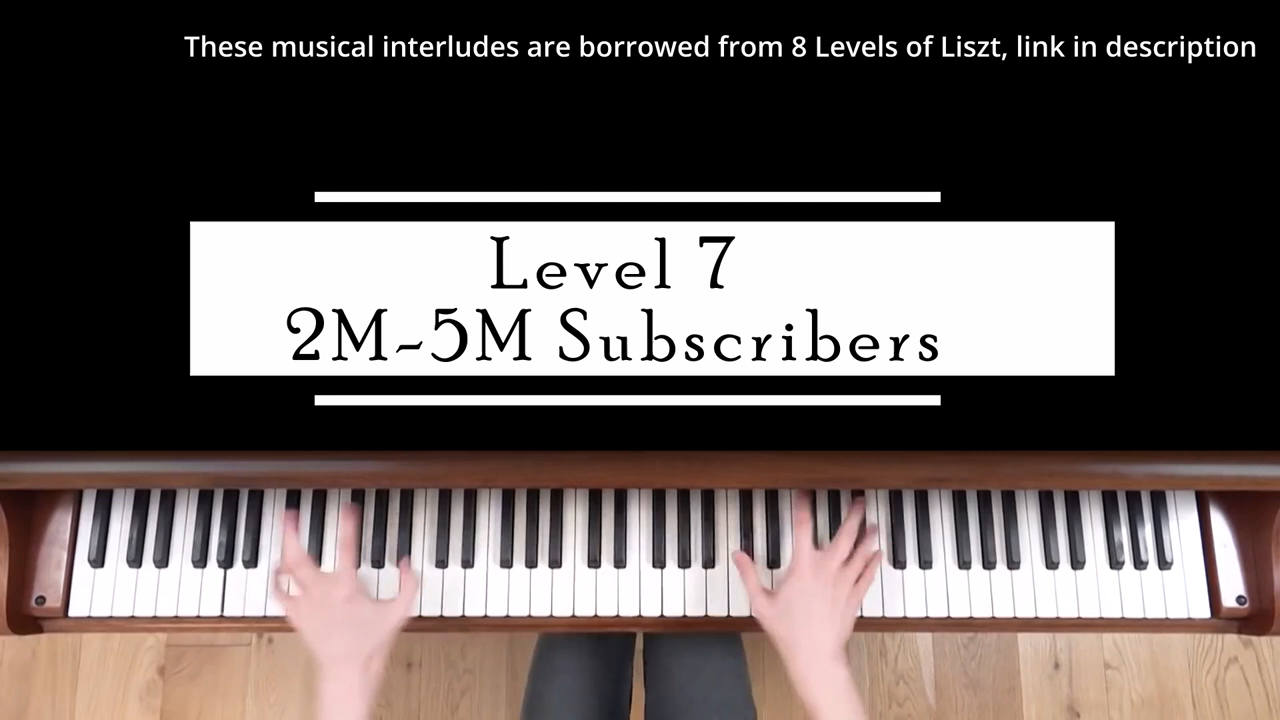 These musical interludes are borrowed from 8 Levels of Liszt, link in description
Level 7
2M-5M Subscribers